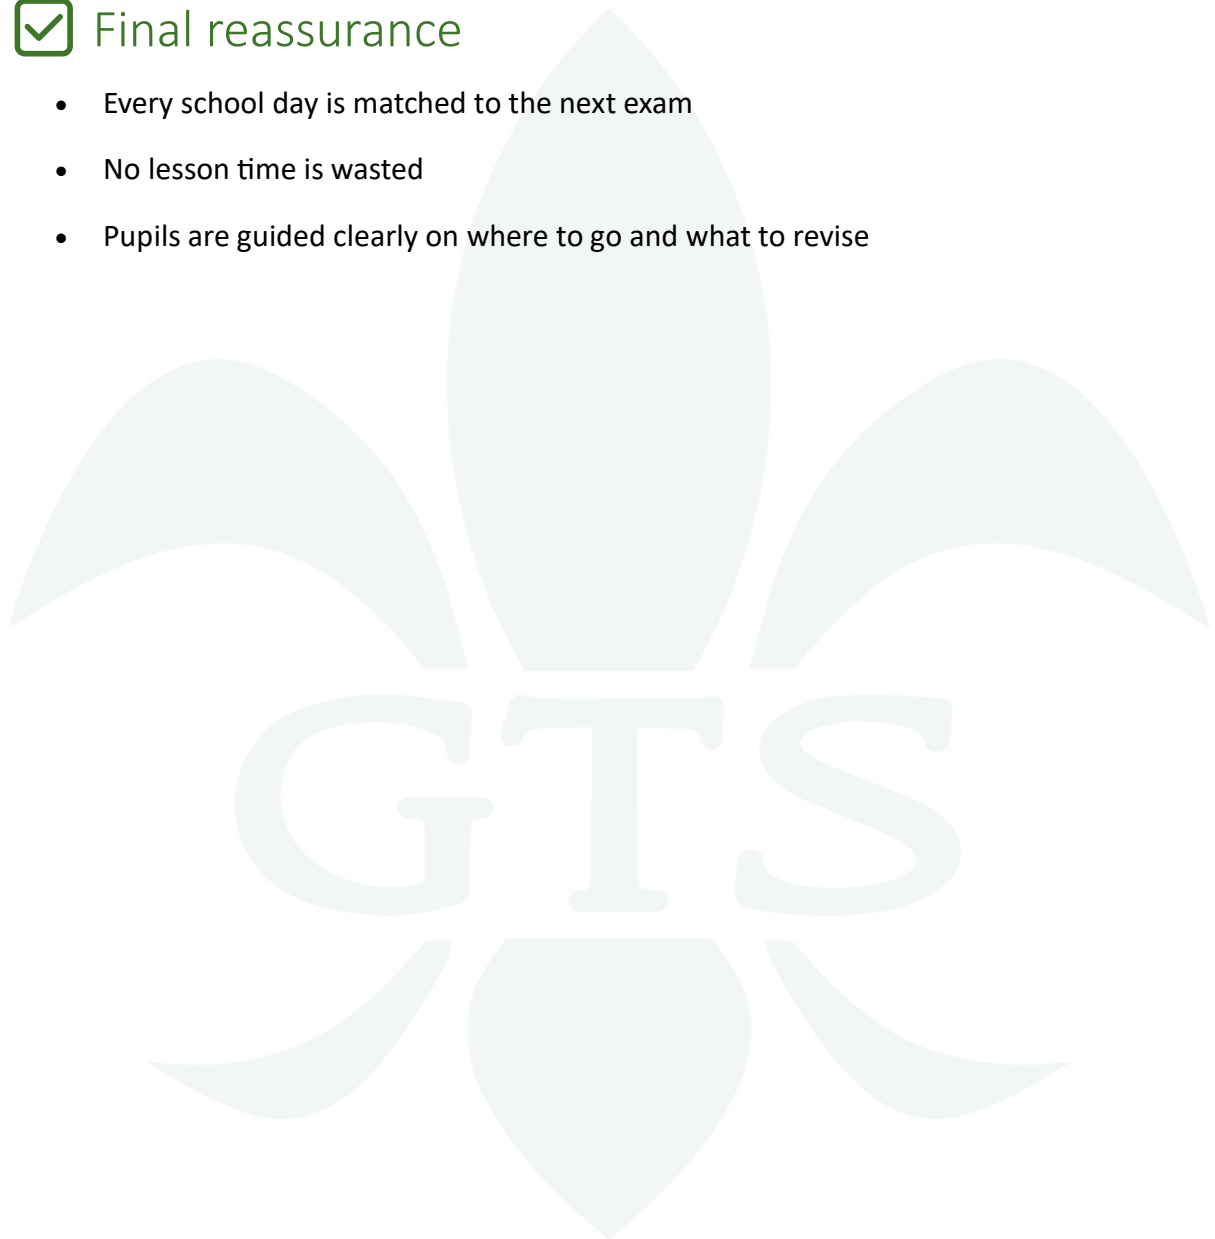 Final reassurance
• Every school day is matched to the next exam
• No lesson time is wasted
• Pupils are guided clearly on where to go and what to revise
GTS